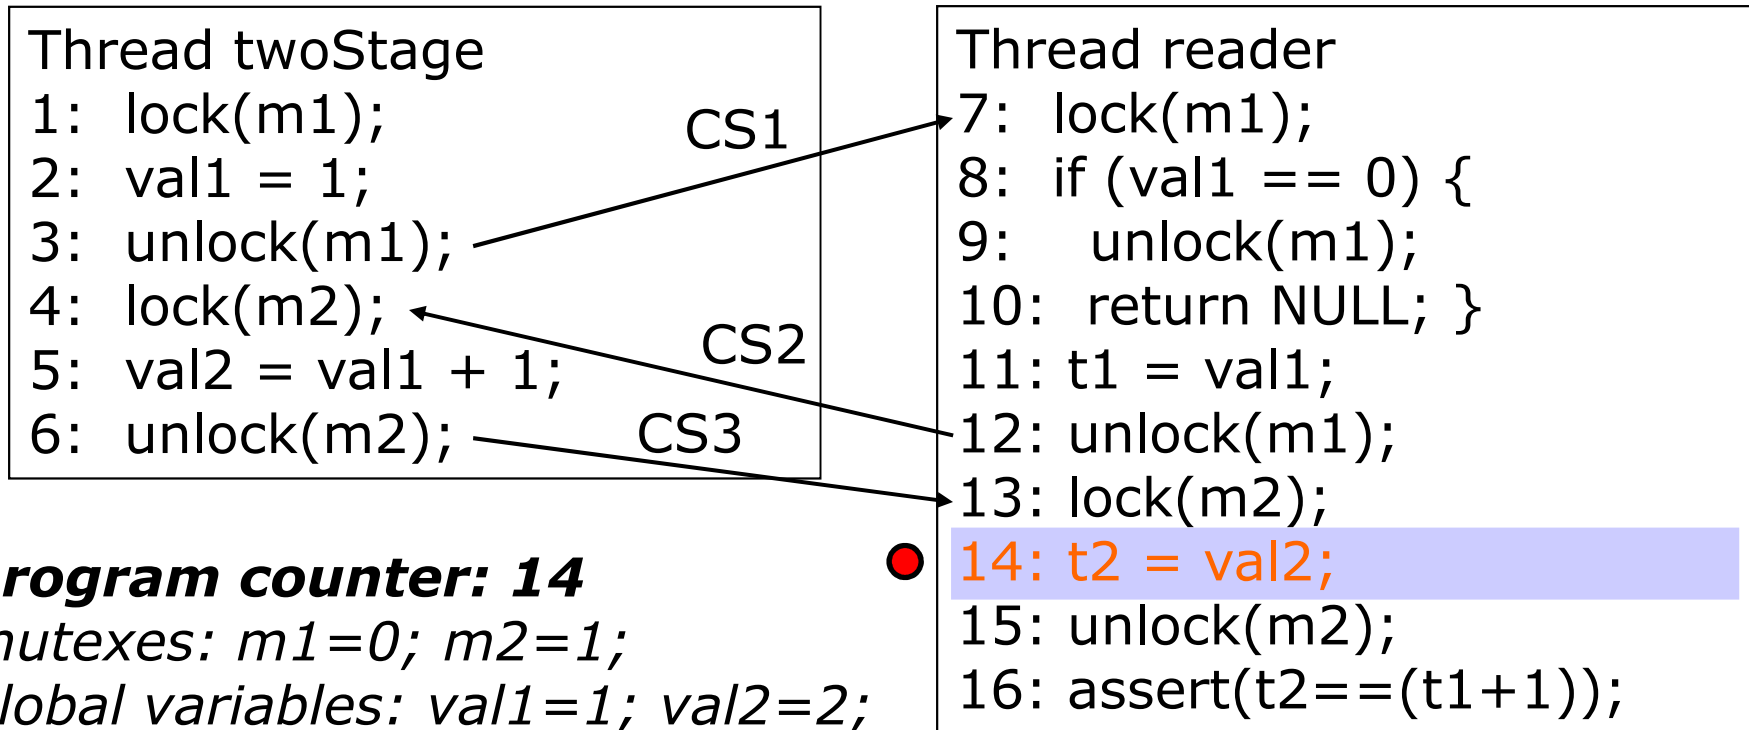 Thread twoStage
1: lock(m1);
2: val1 = 1;
3: unlock(m1);
4: lock(m2);
5: val2 = val1 + 1;
6: unlock(m2);
CS1
CS2
CS3
Thread reader
7: lock(m1);
8: if (val1 == 0) {
9: unlock(m1);
10: return NULL; }
11: t1 = val1;
12: unlock(m1);
13: lock(m2);
14: t2 = val2;
15: unlock(m2);
16: assert(t2==(t1+1));
rogram counter: 14
mutexes: m1=0; m2=1;
lobal variables: val1=1; val2=2;